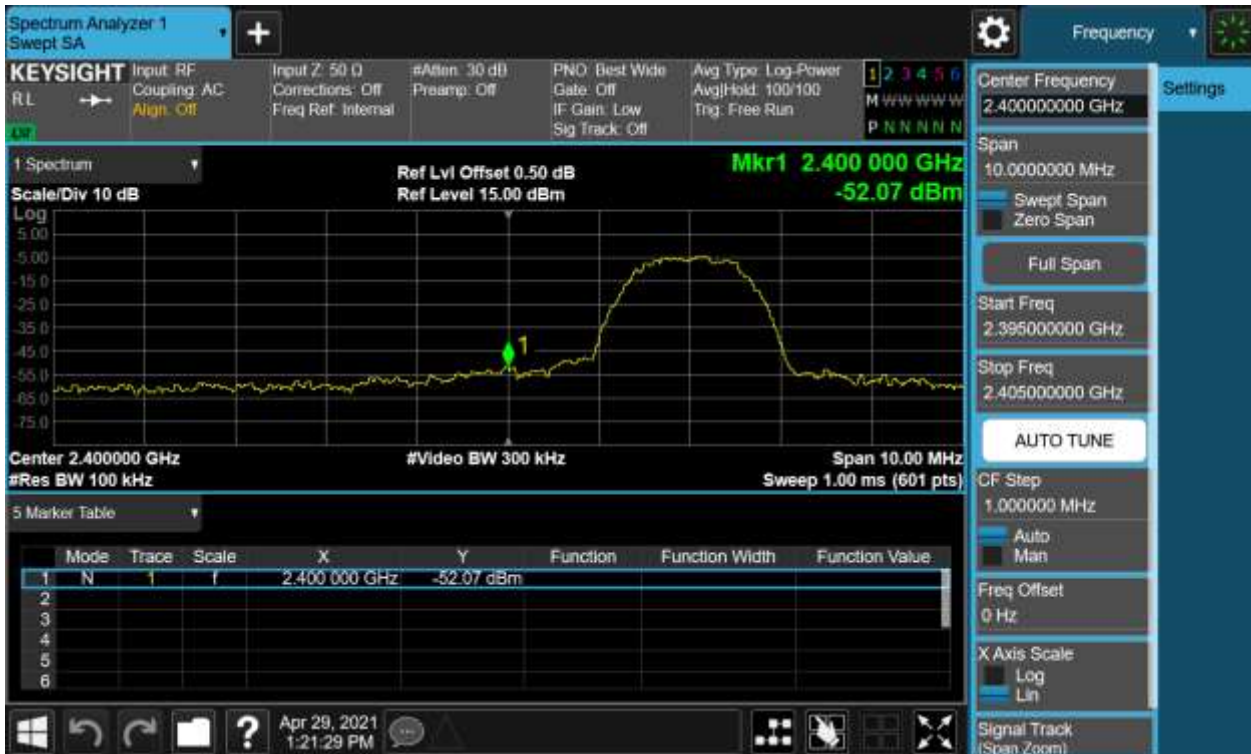 Spectrum Analyzer 1
Swept SA
Frequency
KEYSIGHT
RL
Input: RF
Coupling: AC
Align: Off
Input Z: 50 Ω
Corrections: Off
Freq Ref: Internal
#Atten: 30 dB
Preamp: Off
PNO: Best Wide
Gate: Off
IF Gain: Low
Sig Track: Off
Avg Type: Log-Power
Avg|Hold: 100/100
Trig: Free Run
1 2 3 4 5 6
M W W W W W
P N N N N N
1 Spectrum
Scale/Div 10 dB
Ref Lvl Offset 0.50 dB
Ref Level 15.00 dBm
Mkr1 2.400 000 GHz
-52.07 dBm
Log
5.00
-5.00
-15.0
-25.0
-35.0
-45.0
-55.0
-65.0
-75.0
1
Center 2.400000 GHz
#Video BW 300 kHz
Span 10.00 MHz
#Res BW 100 kHz
Sweep 1.00 ms (601 pts)
5 Marker Table
Mode Trace Scale X Y Function Function Width Function Value
1 N 1 f 2.400 000 GHz -52.07 dBm
2
3
4
5
6
Apr 29, 2021
1:21:29 PM
Center Frequency
2.400000000 GHz
Settings
Span
10.0000000 MHz
Swept Span
Zero Span
Full Span
Start Freq
2.395000000 GHz
Stop Freq
2.405000000 GHz
AUTO TUNE
CF Step
1.000000 MHz
Auto
Man
Freq Offset
0 Hz
X Axis Scale
Log
Lin
Signal Track
(Span Zoom)